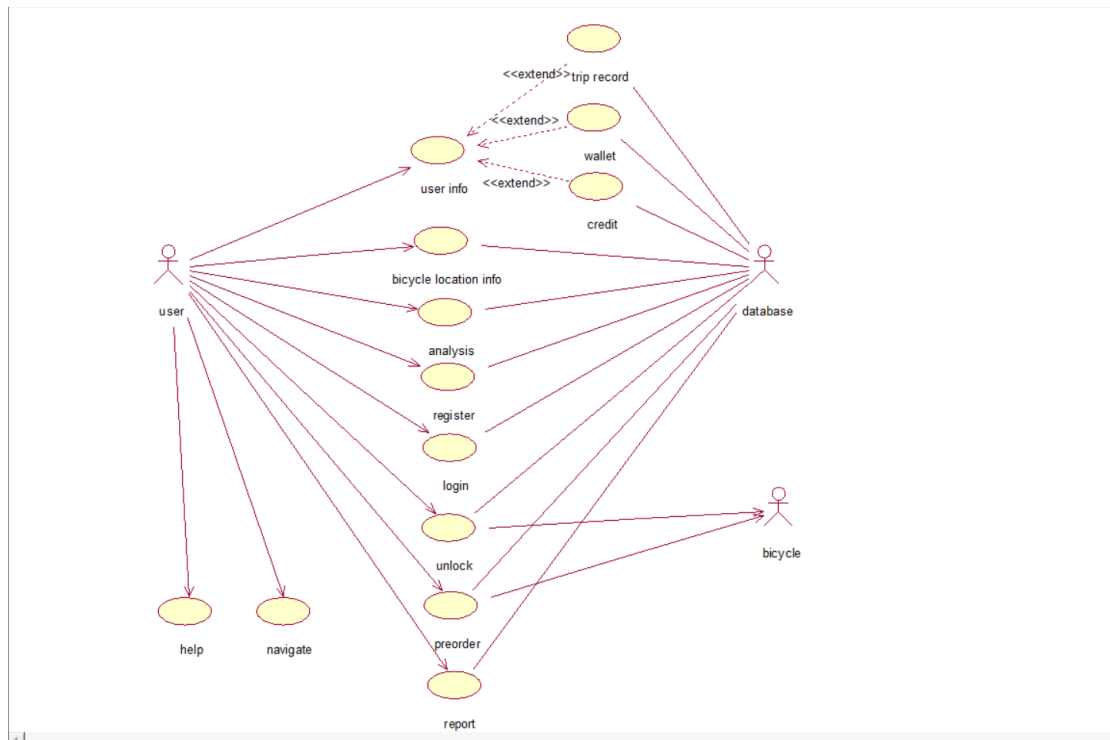 <<extend>>
trip record
<<extend>>
wallet
user info
<<extend>>
credit
bicycle location info
user
database
analysis
register
login
bicycle
unlock
preorder
help
navigate
report